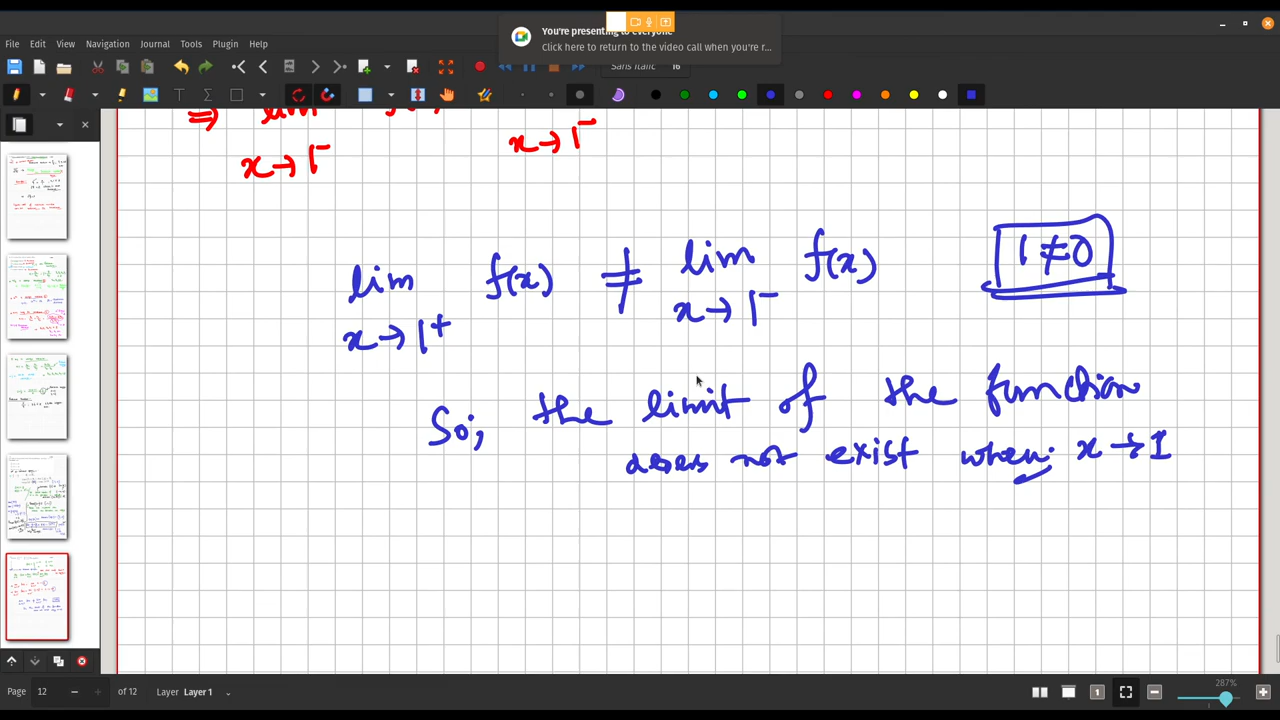 You're presenting to everyone
Click here to return to the video call when you're r...
File Edit View Navigation Journal Tools Plugin Help
Sans Italic 16
⇒ lim
x→1⁻ x→1⁻
lim f(x) ≠ lim f(x) 1 ≠ 0
x→1⁺ x→1⁻
So; the limit of the function
does not exist when x→1
Page 12 of 12 Layer Layer 1 287%